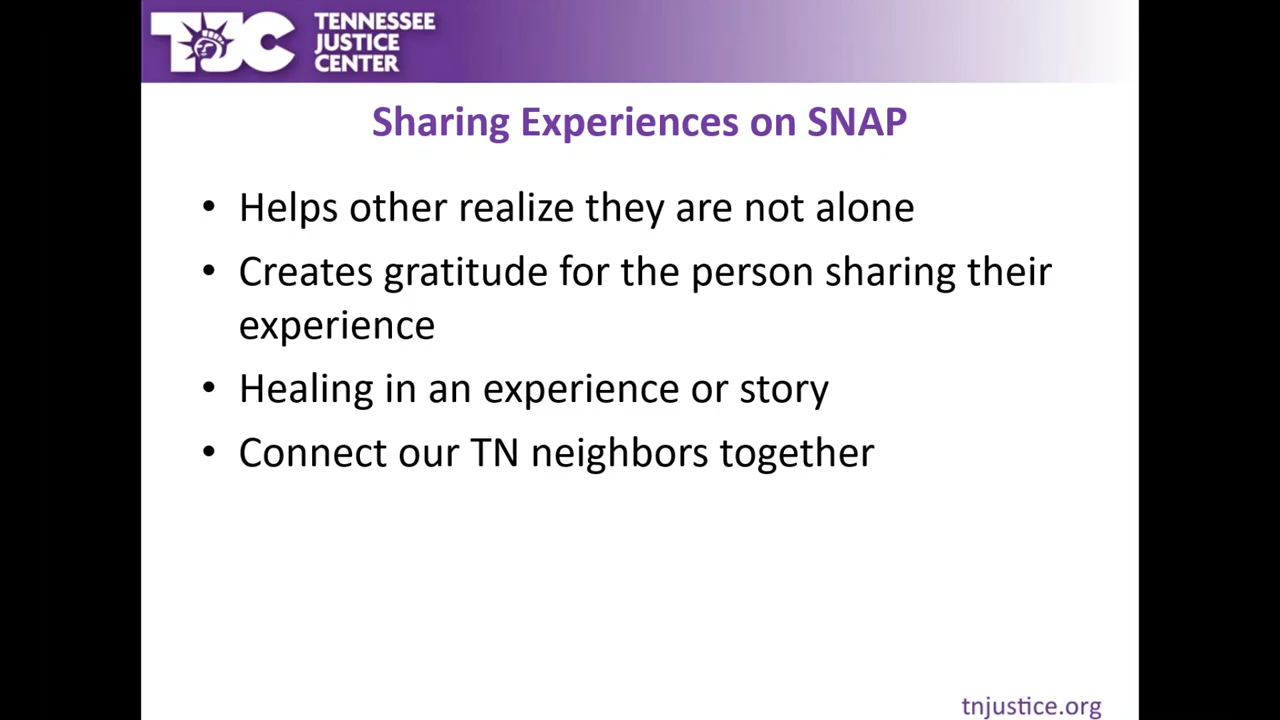 TJC
TENNESSEE
JUSTICE
CENTER
Sharing Experiences on SNAP
• Helps other realize they are not alone
• Creates gratitude for the person sharing their
experience
• Healing in an experience or story
• Connect our TN neighbors together
tnjustice.org